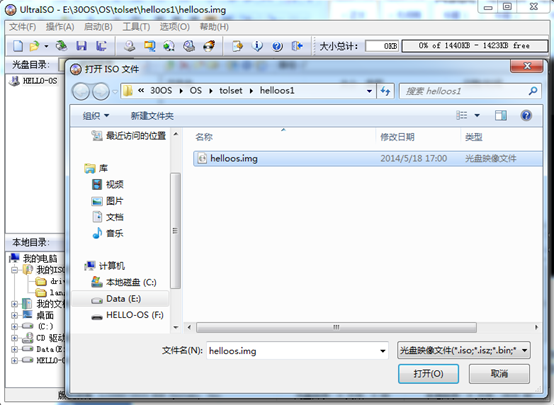 UltraISO - E:\30OS\OS\tolset\helloos1\helloos.img
文件(F) 操作(A) 启动(B) 工具(T) 选项(O) 帮助(H)
大小总计: 0KB 0% of 1440KB - 1423KB free
光盘目录:
HELLO-OS
打开 ISO 文件
« 30OS ▸ OS ▸ tolset ▸ helloos1
搜索 helloos1
组织 新建文件夹
最近访问的位置
库
视频
图片
文档
音乐
计算机
本地磁盘 (C:)
Data (E:)
HELLO-OS (F:)
名称 修改日期 类型
helloos.img 2014/5/18 17:00 光盘映像文件
本地目录:
我的电脑
我的ISO
driv
lan
我的文
桌面
(C:)
CD 驱动
Data(E:
HELLO-O
文件名(N): helloos.img
光盘映像文件(*.iso;*.isz;*.bin;*
打开(O) 取消